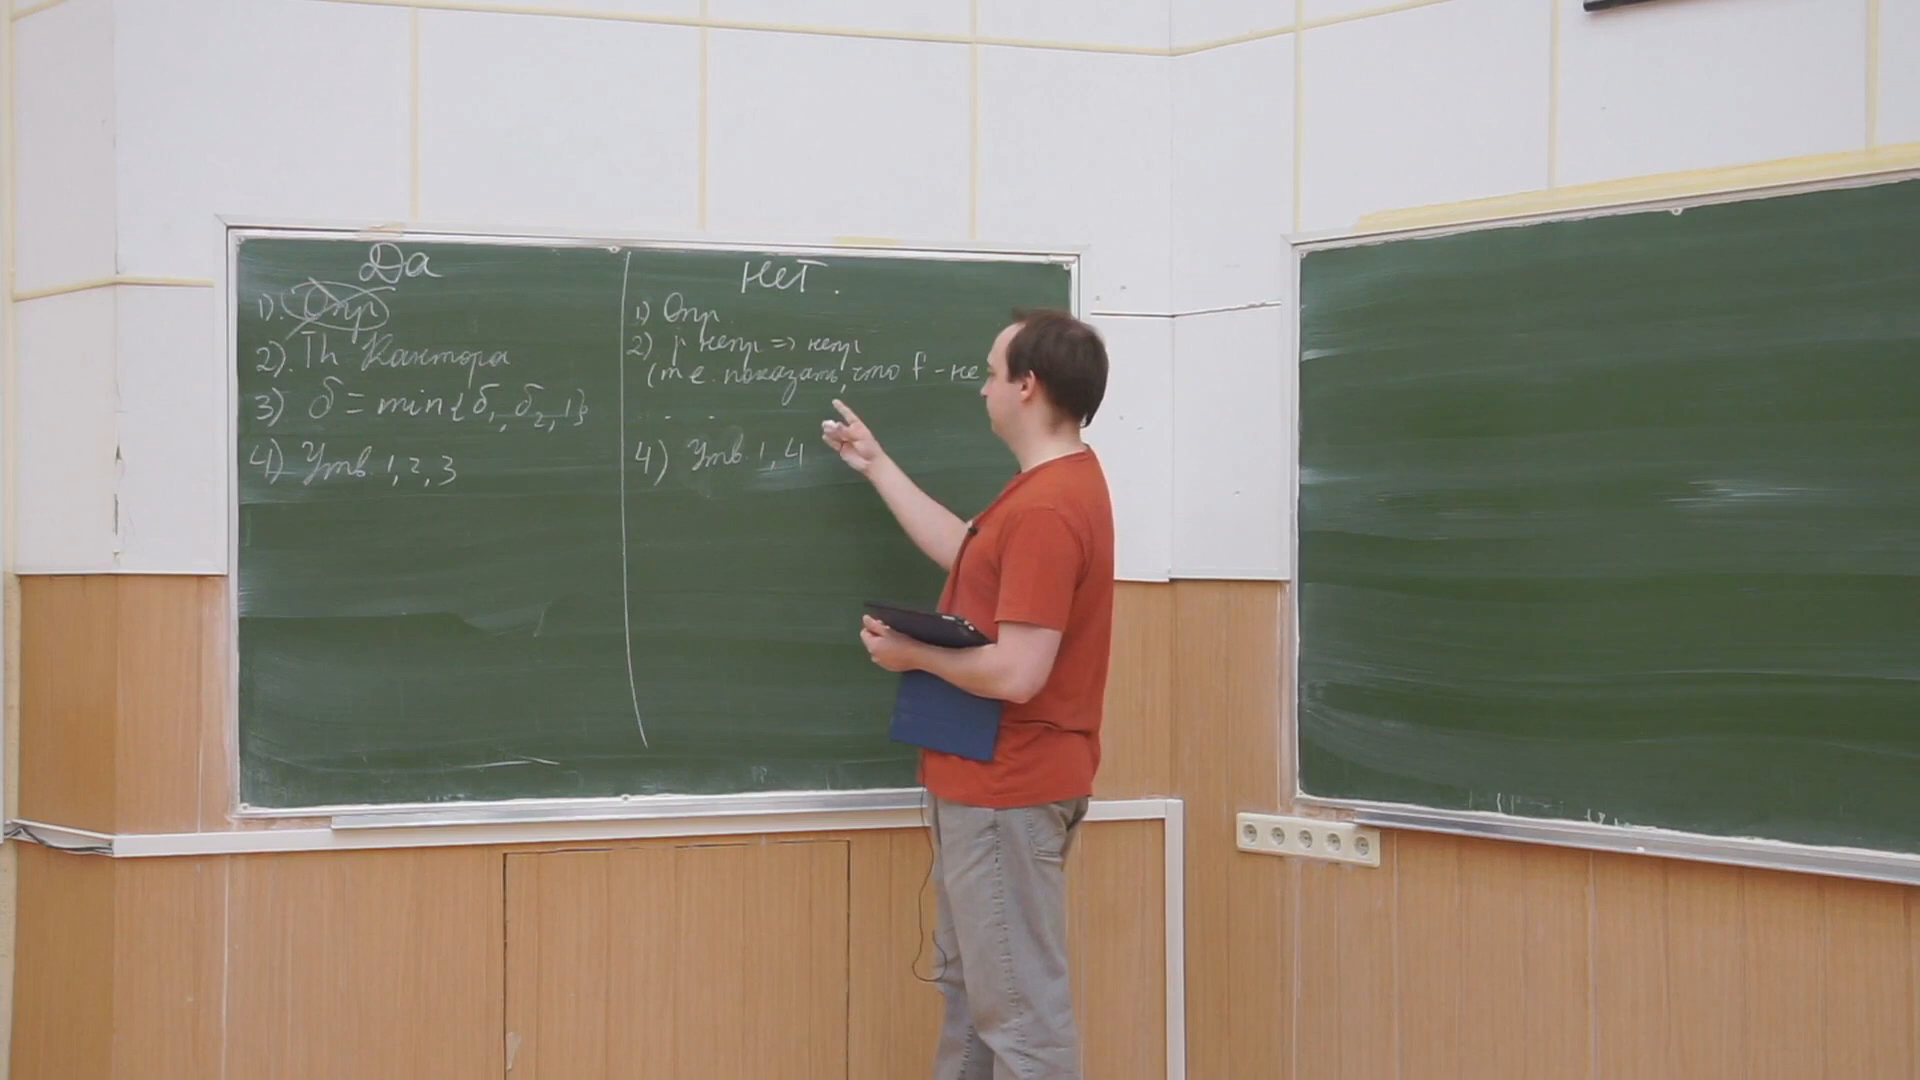 Да
1). Опр
2). Th Кантора
3) δ = min{δ₁, δ₂, 1}
4) Утв. 1, 2, 3
Нет.
1) Опр.
2) р непр => непр
(т.е. показать, что f - не
4) Утв. 1, 4